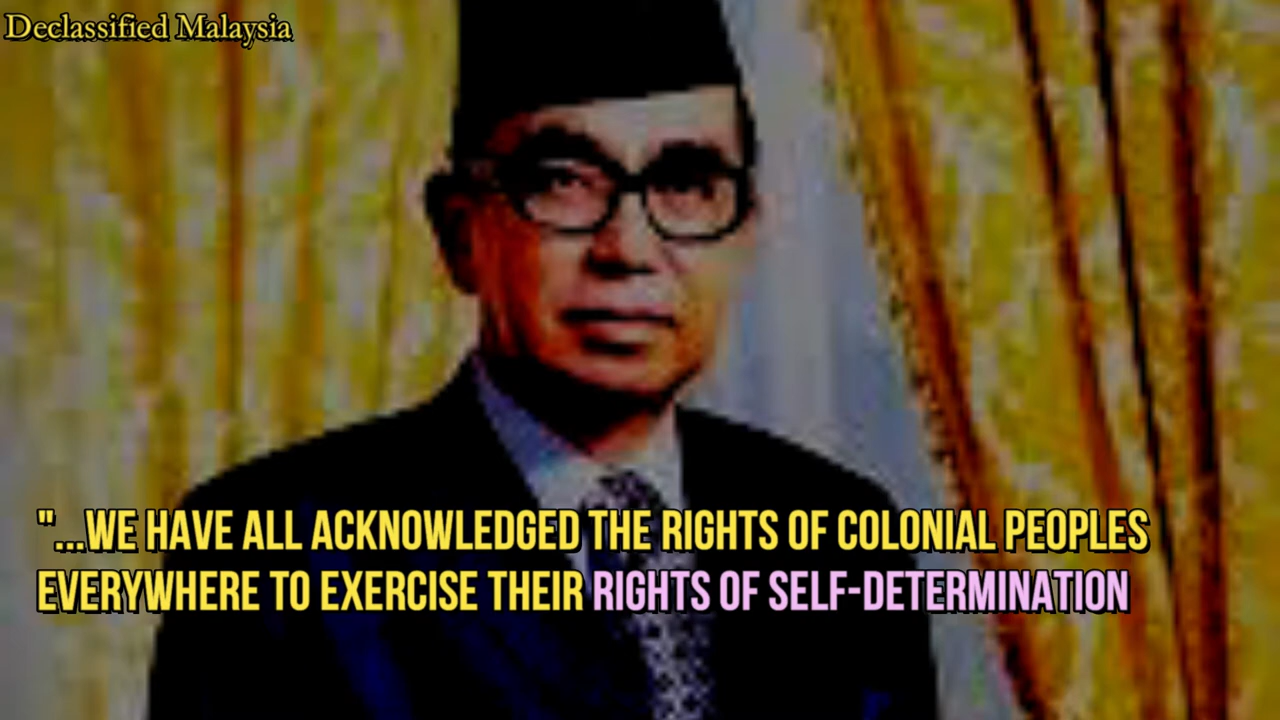 Declassified Malaysia
"...WE HAVE ALL ACKNOWLEDGED THE RIGHTS OF COLONIAL PEOPLES
EVERYWHERE TO EXERCISE THEIR RIGHTS OF SELF-DETERMINATION